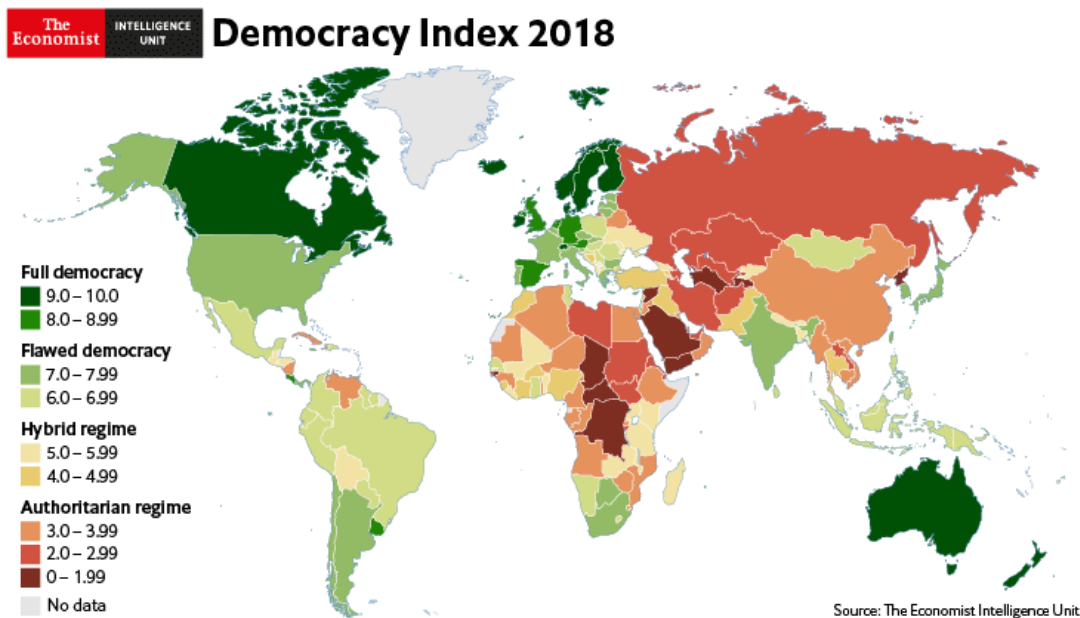 The
Economist
INTELLIGENCE
UNIT
Democracy Index 2018
Full democracy
9.0 – 10.0
8.0 – 8.99
Flawed democracy
7.0 – 7.99
6.0 – 6.99
Hybrid regime
5.0 – 5.99
4.0 – 4.99
Authoritarian regime
3.0 – 3.99
2.0 – 2.99
0 – 1.99
No data
Source: The Economist Intelligence Unit